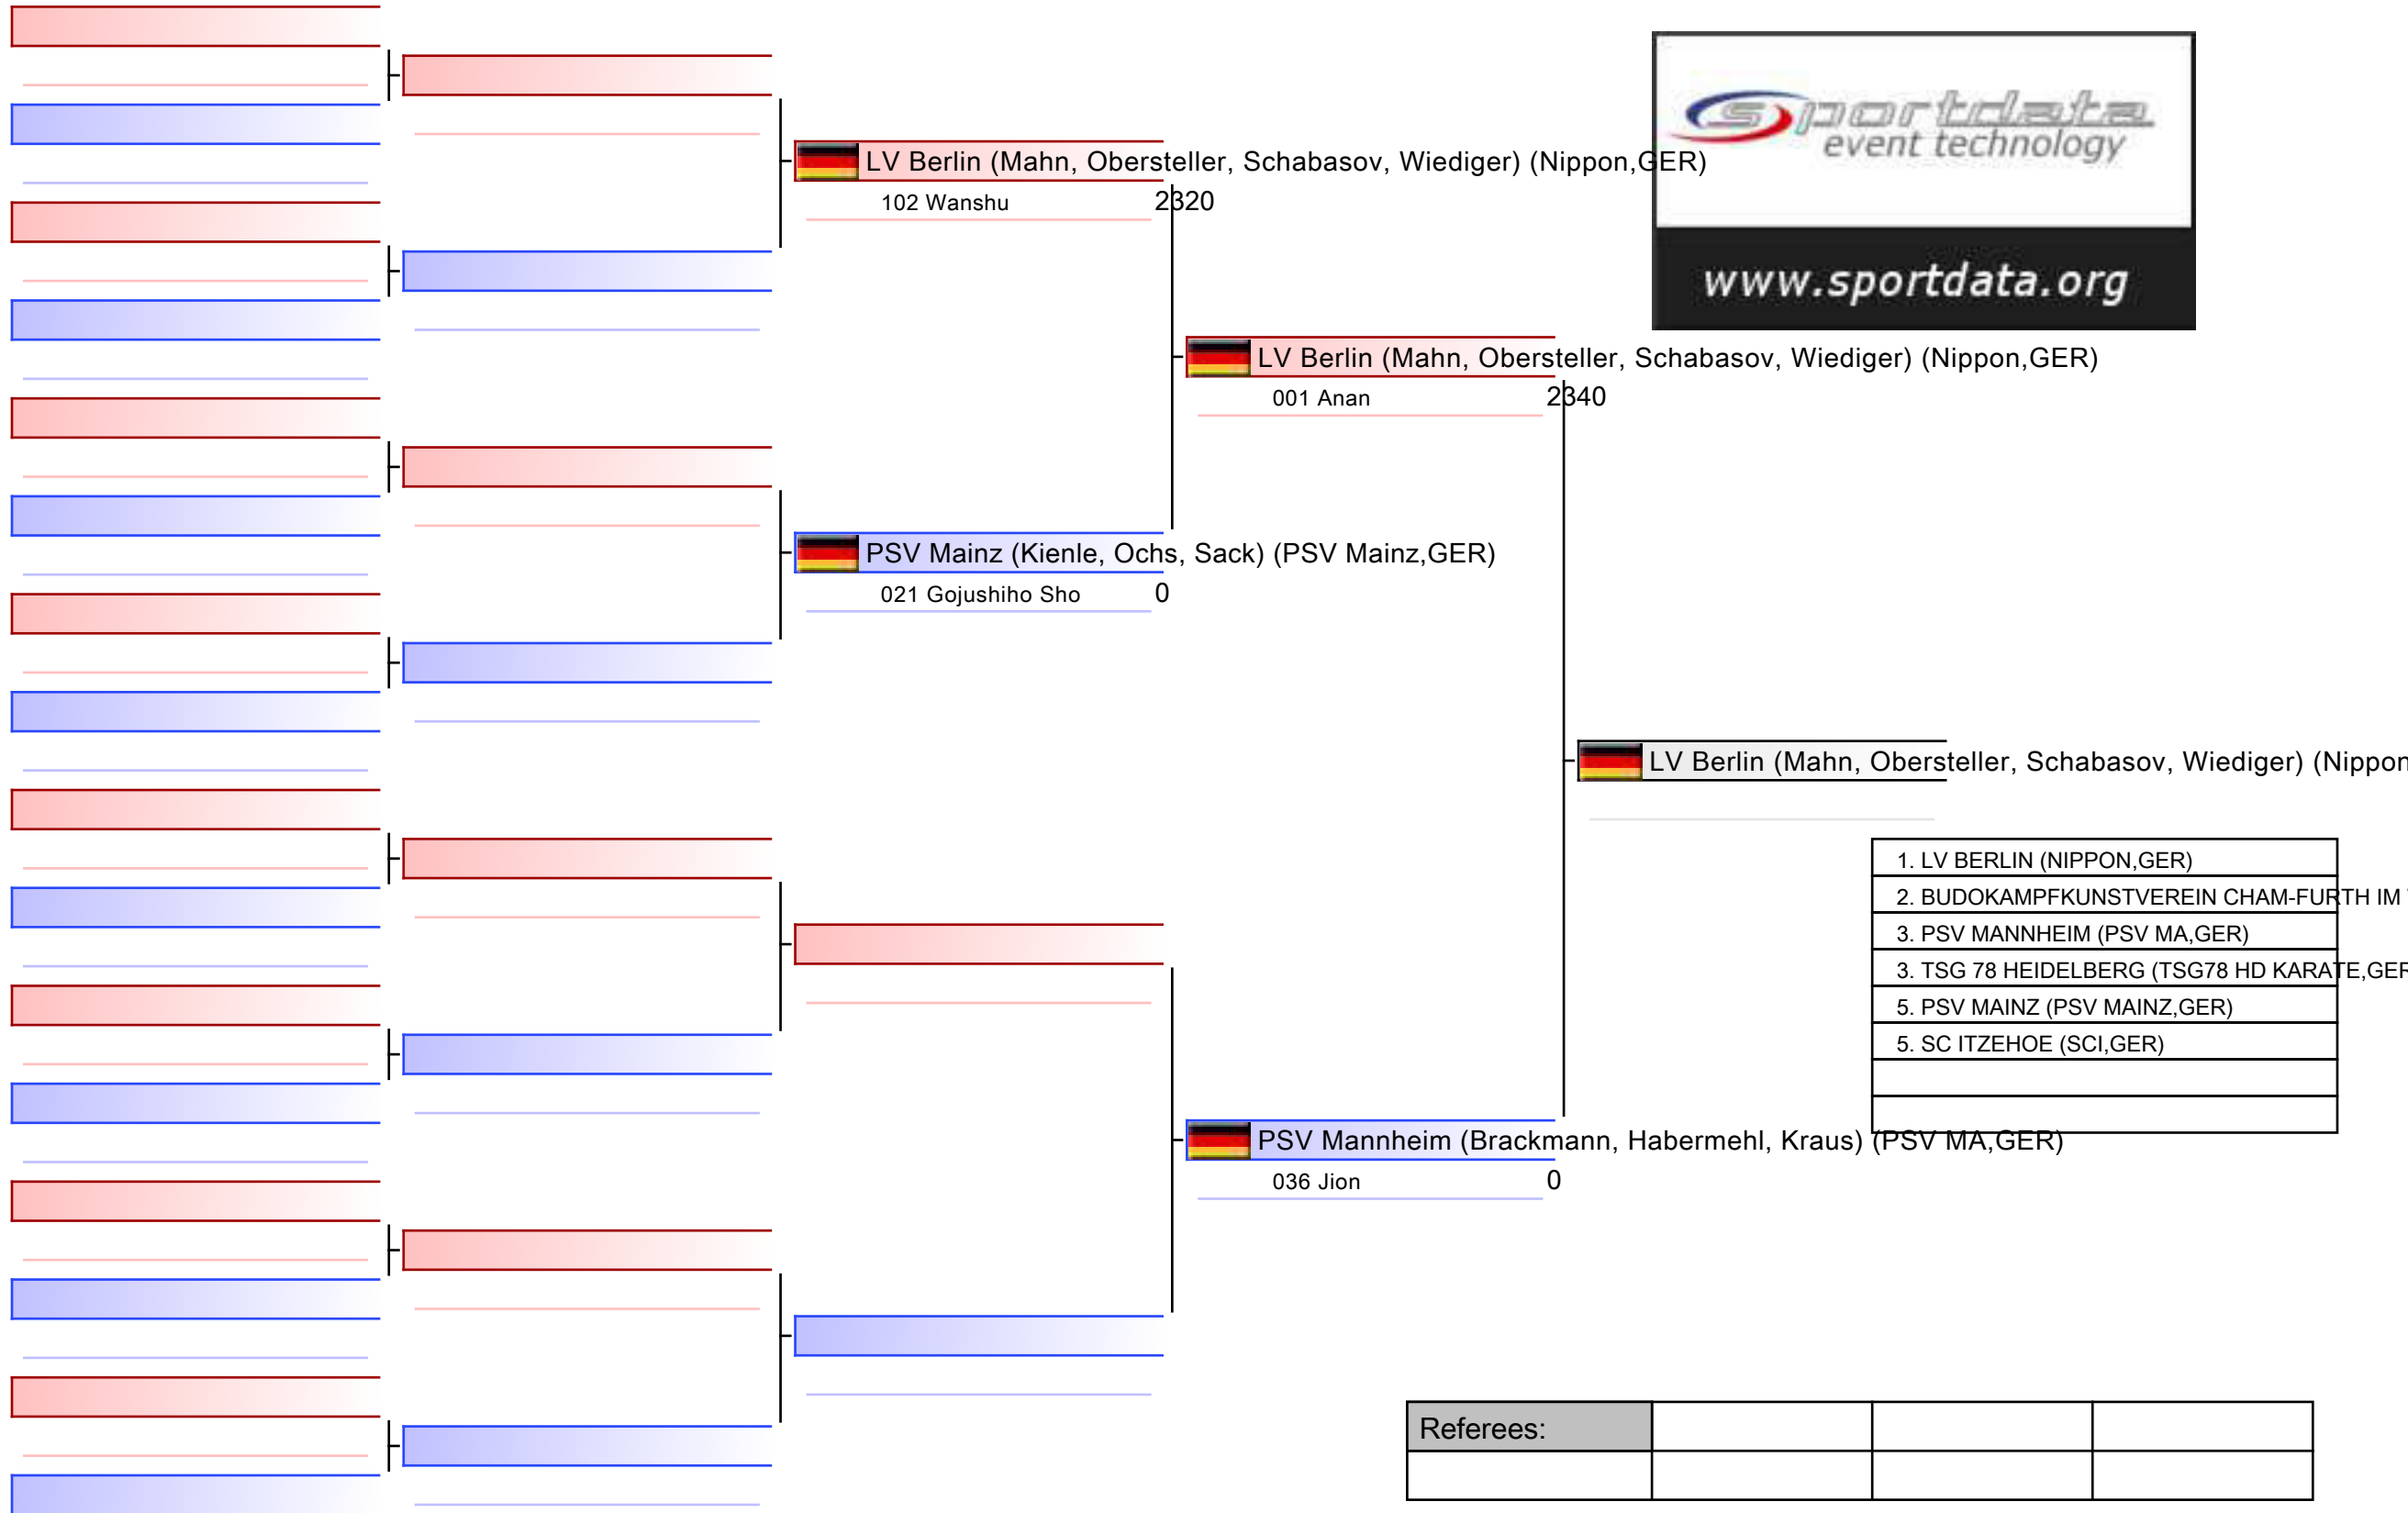 sportdata
event technology
www.sportdata.org
LV Berlin (Mahn, Obersteller, Schabasov, Wiediger) (Nippon,GER)
102 Wanshu 2320
LV Berlin (Mahn, Obersteller, Schabasov, Wiediger) (Nippon,GER)
001 Anan 2340
PSV Mainz (Kienle, Ochs, Sack) (PSV Mainz,GER)
021 Gojushiho Sho 0
LV Berlin (Mahn, Obersteller, Schabasov, Wiediger) (Nippon
1. LV BERLIN (NIPPON,GER)
2. BUDOKAMPFKUNSTVEREIN CHAM-FURTH IM
3. PSV MANNHEIM (PSV MA,GER)
3. TSG 78 HEIDELBERG (TSG78 HD KARATE,GER
5. PSV MAINZ (PSV MAINZ,GER)
5. SC ITZEHOE (SCI,GER)
PSV Mannheim (Brackmann, Habermehl, Kraus) (PSV MA,GER)
036 Jion 0
Referees: